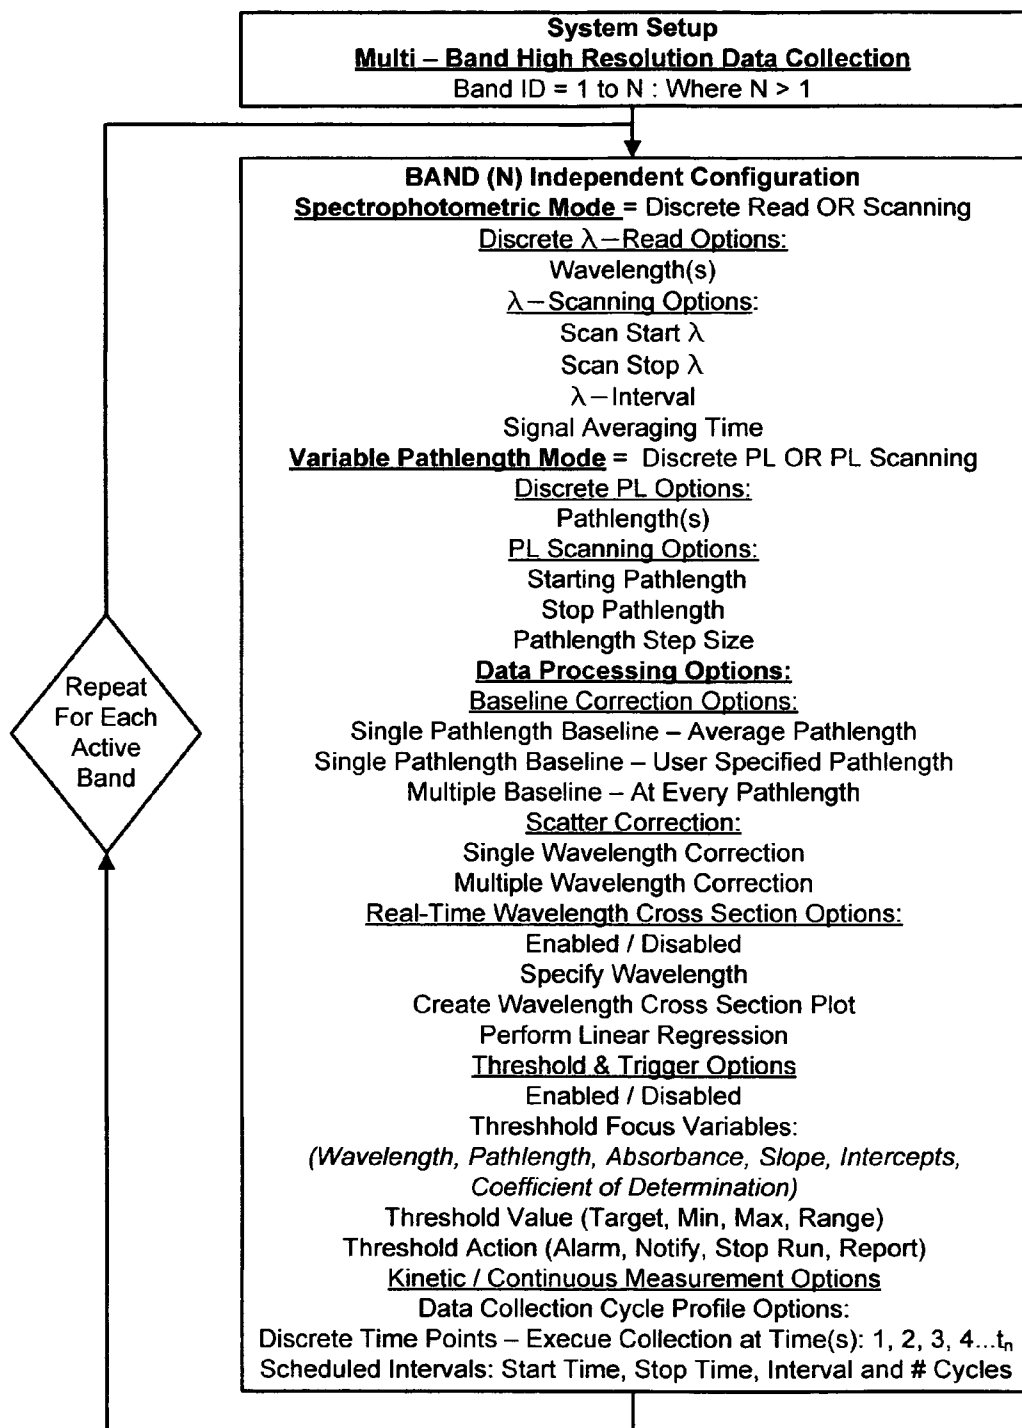 System Setup
Multi – Band High Resolution Data Collection
Band ID = 1 to N : Where N > 1
BAND (N) Independent Configuration
Spectrophotometric Mode = Discrete Read OR Scanning
Discrete λ–Read Options:
Wavelength(s)
λ–Scanning Options:
Scan Start λ
Scan Stop λ
λ–Interval
Signal Averaging Time
Variable Pathlength Mode = Discrete PL OR PL Scanning
Discrete PL Options:
Pathlength(s)
PL Scanning Options:
Starting Pathlength
Stop Pathlength
Pathlength Step Size
Data Processing Options:
Baseline Correction Options:
Single Pathlength Baseline – Average Pathlength
Single Pathlength Baseline – User Specified Pathlength
Multiple Baseline – At Every Pathlength
Scatter Correction:
Single Wavelength Correction
Multiple Wavelength Correction
Real-Time Wavelength Cross Section Options:
Enabled / Disabled
Specify Wavelength
Create Wavelength Cross Section Plot
Perform Linear Regression
Threshold & Trigger Options
Enabled / Disabled
Threshhold Focus Variables:
(Wavelength, Pathlength, Absorbance, Slope, Intercepts,
Coefficient of Determination)
Threshold Value (Target, Min, Max, Range)
Threshold Action (Alarm, Notify, Stop Run, Report)
Kinetic / Continuous Measurement Options
Data Collection Cycle Profile Options:
Discrete Time Points – Execue Collection at Time(s): 1, 2, 3, 4...tₙ
Scheduled Intervals: Start Time, Stop Time, Interval and # Cycles
Repeat
For Each
Active
Band